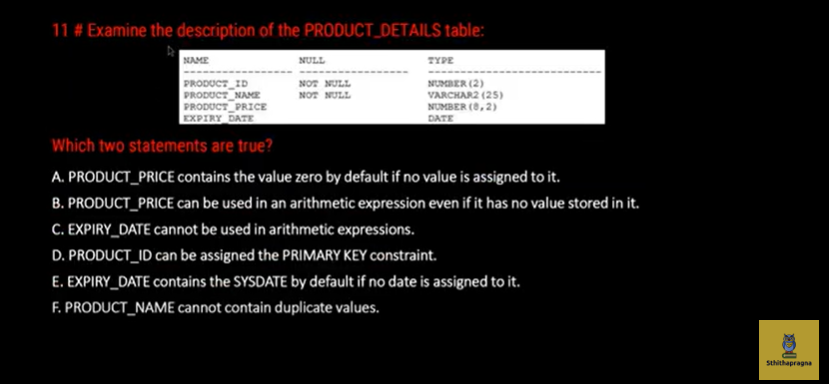 11 # Examine the description of the PRODUCT_DETAILS table:
NAME NULL TYPE
PRODUCT_ID NOT NULL NUMBER(2)
PRODUCT_NAME NOT NULL VARCHAR2(25)
PRODUCT_PRICE NUMBER(8,2)
EXPIRY_DATE DATE
Which two statements are true?
A. PRODUCT_PRICE contains the value zero by default if no value is assigned to it.
B. PRODUCT_PRICE can be used in an arithmetic expression even if it has no value stored in it.
C. EXPIRY_DATE cannot be used in arithmetic expressions.
D. PRODUCT_ID can be assigned the PRIMARY KEY constraint.
E. EXPIRY_DATE contains the SYSDATE by default if no date is assigned to it.
F. PRODUCT_NAME cannot contain duplicate values.
Sthithapragna